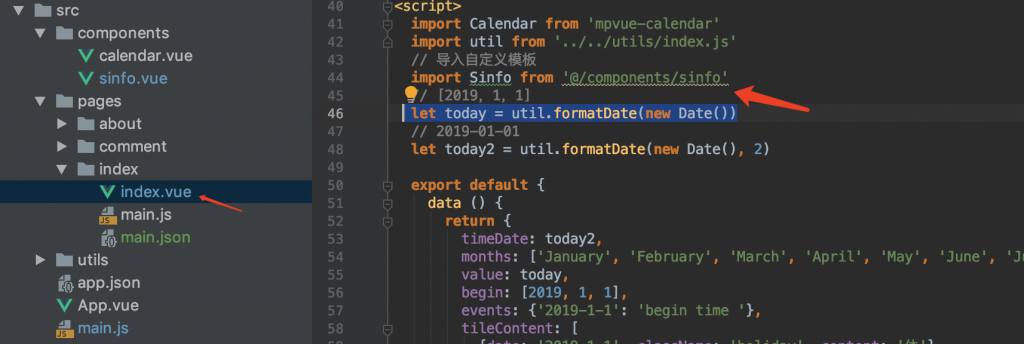 src
components
calendar.vue
sinfo.vue
pages
about
comment
index
index.vue
main.js
main.json
utils
app.json
App.vue
main.js
40 <script>
41 import Calendar from 'mpvue-calendar'
42 import util from '../../utils/index.js'
43 // 导入自定义模板
44 import Sinfo from '@/components/sinfo'
45 // [2019, 1, 1]
46 let today = util.formatDate(new Date())
47 // 2019-01-01
48 let today2 = util.formatDate(new Date(), 2)
49
50 export default {
51 data () {
52 return {
53 timeDate: today2,
54 months: ['January', 'February', 'March', 'April', 'May', 'June',
55 value: today,
56 begin: [2019, 1, 1],
57 events: {'2019-1-1': 'begin time '},
58 tileContent: [